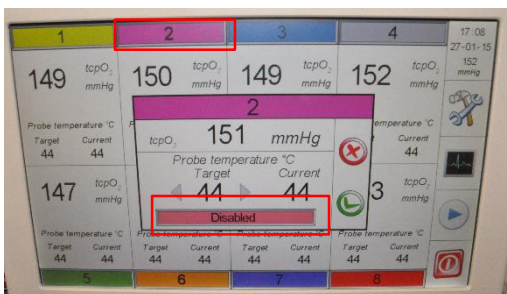 1 2 3 4
17:08
27-01-15
152
mmHg
149 tcpO2 mmHg
150 tcpO2 mmHg
149 tcpO2 mmHg
152 tcpO2 mmHg
Probe temperature °C
Target Current
44 44
emperature °C
Current
44
2
tcpO2 151 mmHg
Probe temperature °C
Target Current
44 44
Disabled
147 tcpO2 mmHg
3 tcpO2 mmHg
Probe temperature °C
Probe temperature °C
Probe temperature °C
Probe temperature °C
Target Current
44 44
Target Current
44 44
Target Current
44 44
Target Current
44 44
5 6 7 8